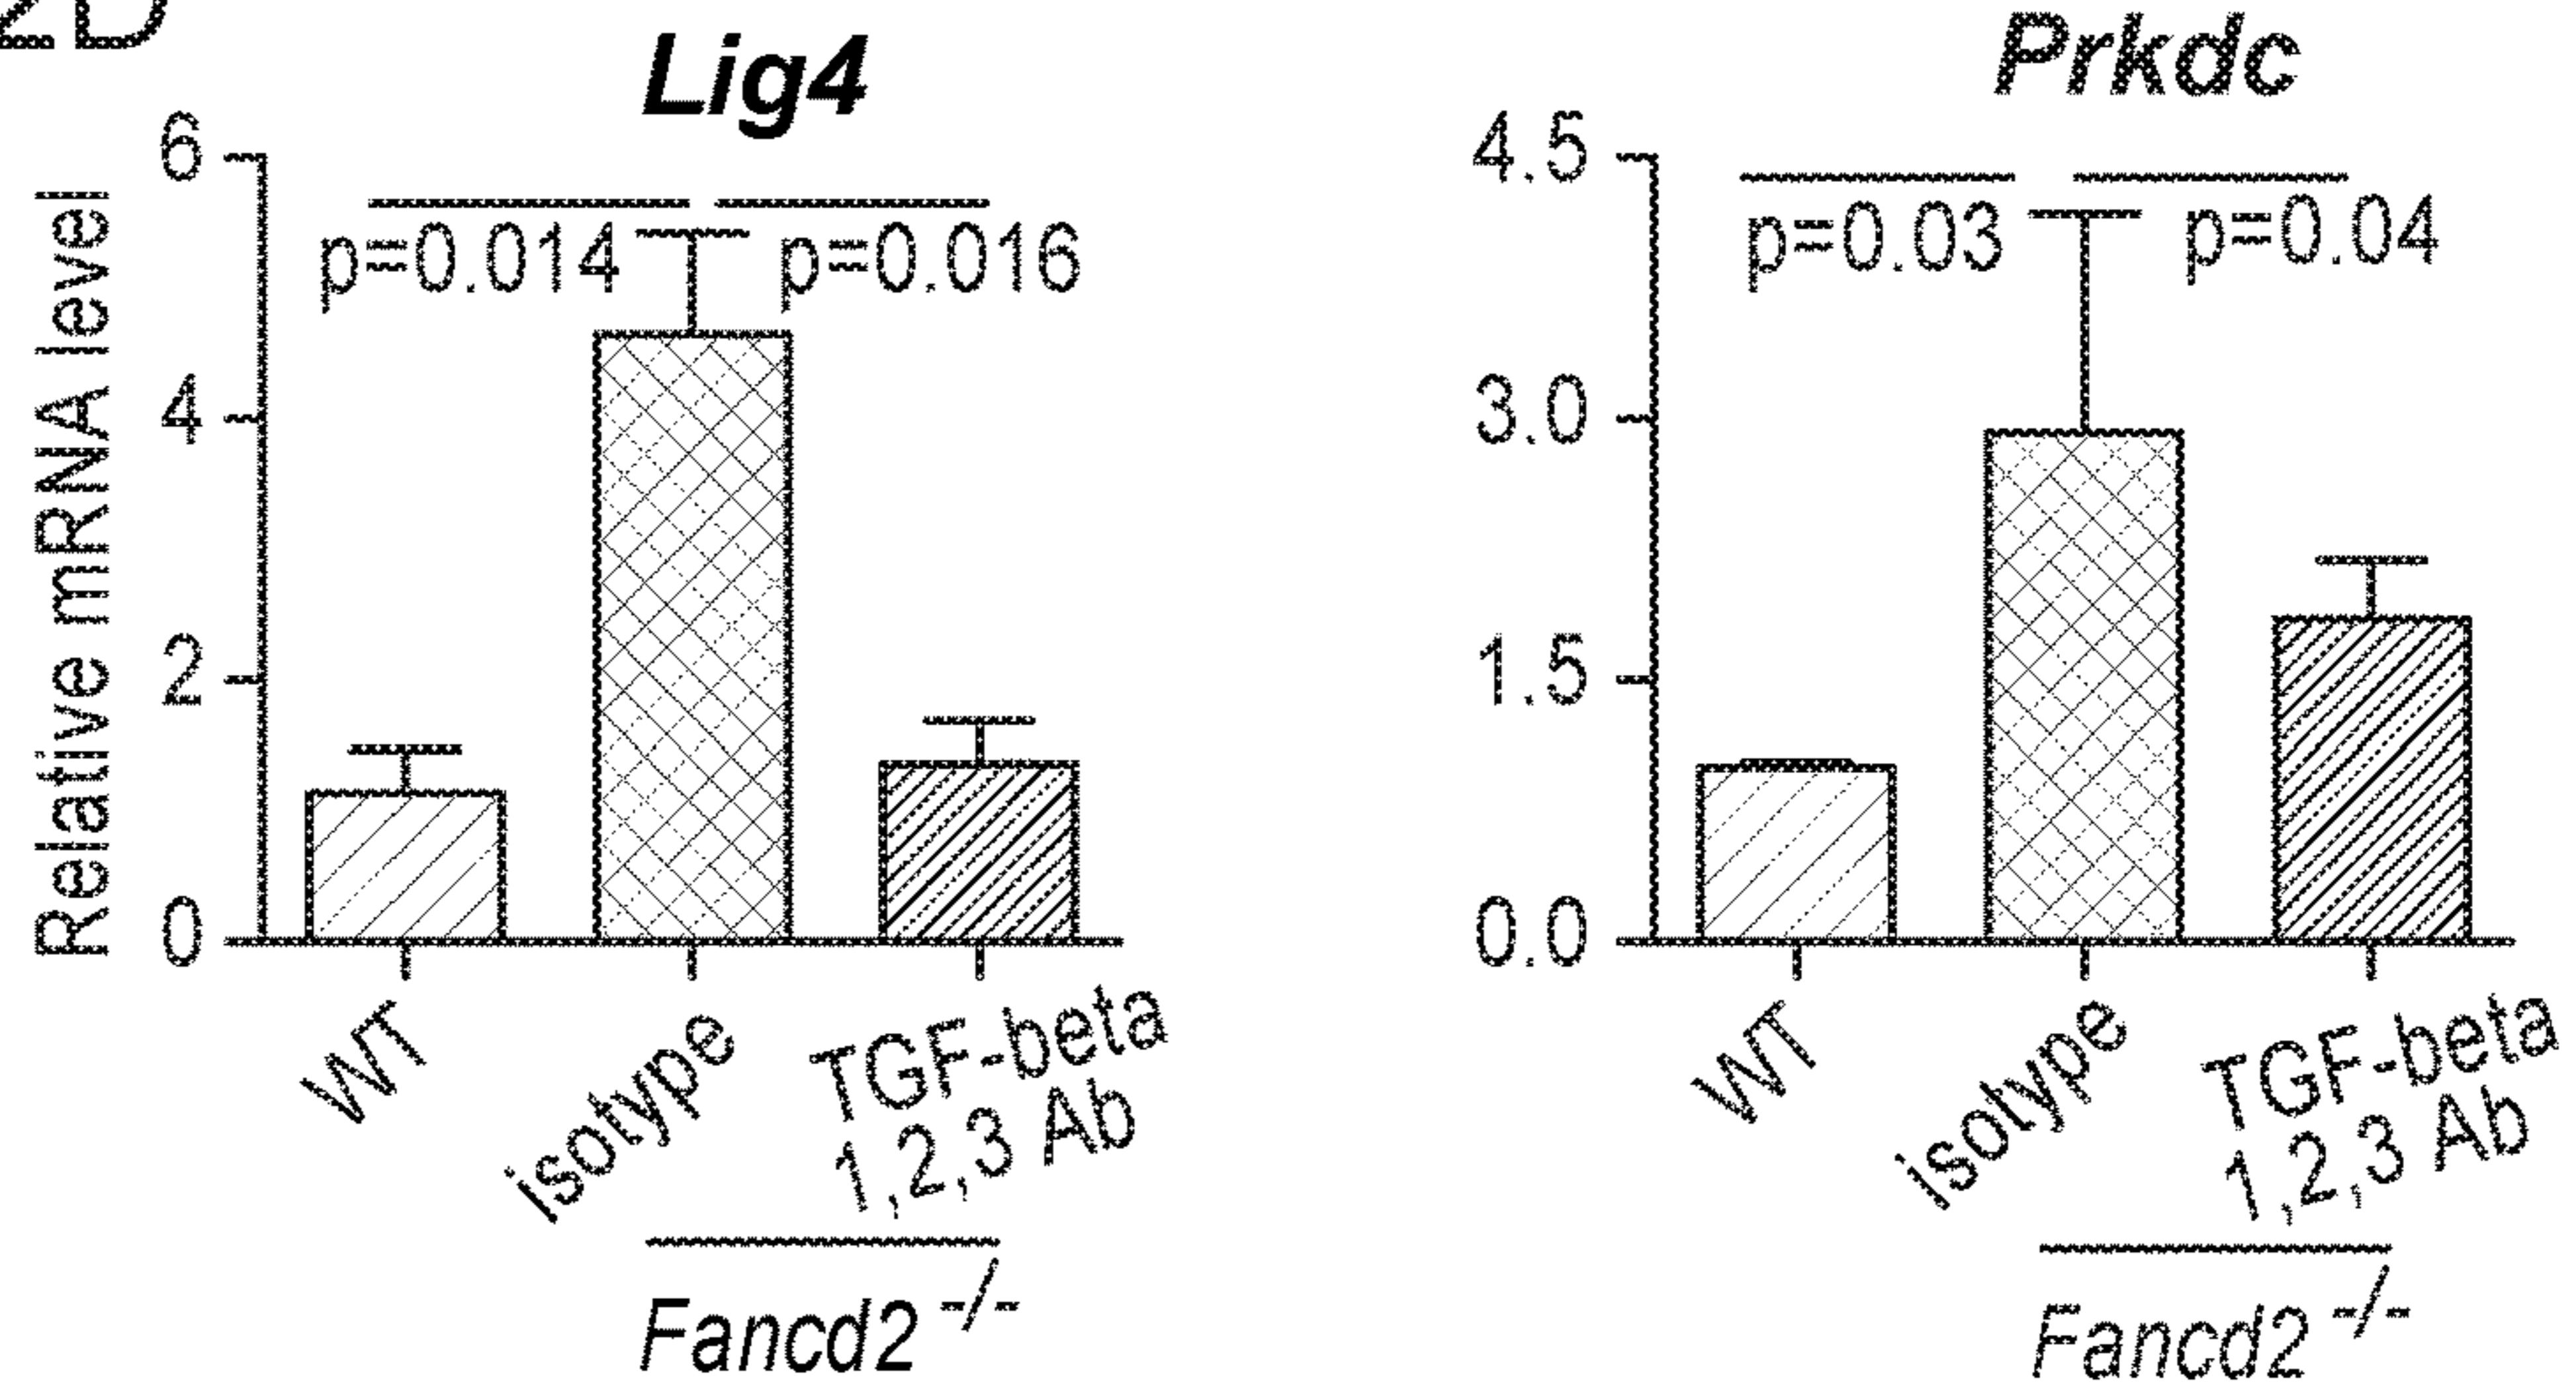 2D
Lig4
Relative mRNA level
6
4
2
0
p=0.014
p=0.016
WT
isotype
TGF-beta
1,2,3 Ab
Fancd2 -/-
Prkdc
4.5
3.0
1.5
0.0
p=0.03
p=0.04
WT
isotype
TGF-beta
1,2,3 Ab
Fancd2 -/-